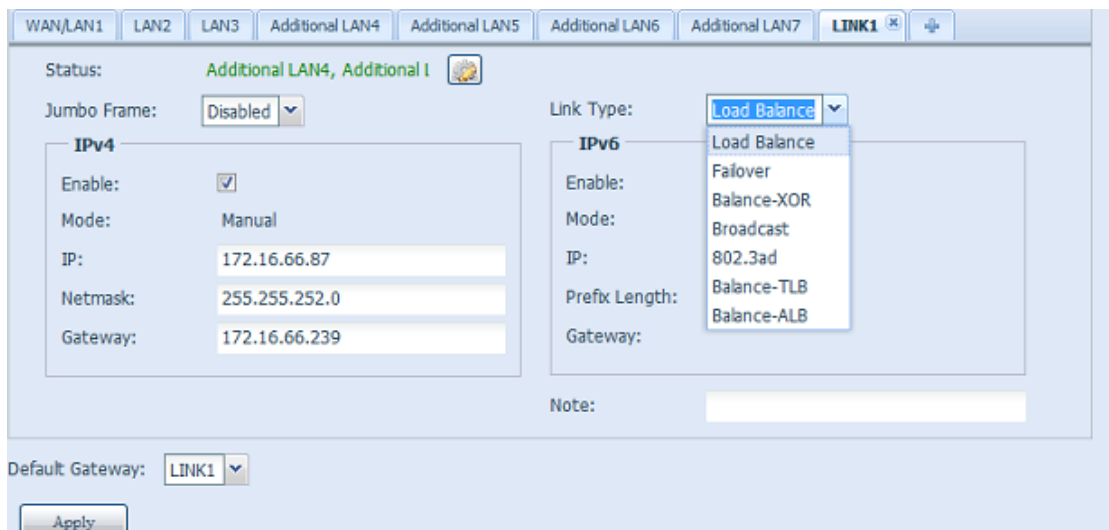 WAN/LAN1 LAN2 LAN3 Additional LAN4 Additional LAN5 Additional LAN6 Additional LAN7 LINK1
Status: Additional LAN4, Additional L
Jumbo Frame: Disabled Link Type: Load Balance
Load Balance
Failover
Balance-XOR
Broadcast
802.3ad
Balance-TLB
Balance-ALB
IPv4
Enable:
Mode: Manual
IP: 172.16.66.87
Netmask: 255.255.252.0
Gateway: 172.16.66.239
IPv6
Enable:
Mode:
IP:
Prefix Length:
Gateway:
Note:
Default Gateway: LINK1
Apply